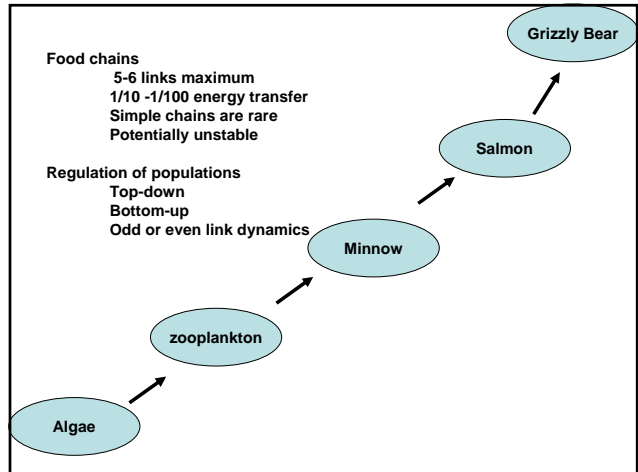 Grizzly Bear
Food chains
5-6 links maximum
1/10 -1/100 energy transfer
Simple chains are rare
Potentially unstable
Salmon
Regulation of populations
Top-down
Bottom-up
Odd or even link dynamics
Minnow
zooplankton
Algae